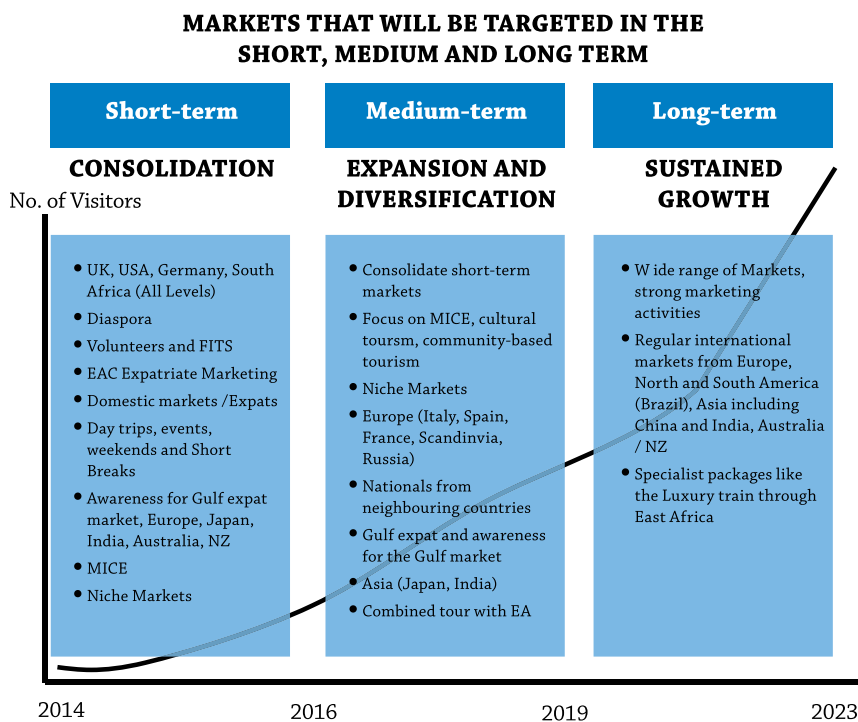 MARKETS THAT WILL BE TARGETED IN THE
SHORT, MEDIUM AND LONG TERM
Short-term
CONSOLIDATION
No. of Visitors
• UK, USA, Germany, South
Africa (All Levels)
• Diaspora
• Volunteers and FITS
• EAC Expatriate Marketing
• Domestic markets /Expats
• Day trips, events,
weekends and Short
Breaks
• Awareness for Gulf expat
market, Europe, Japan,
India, Australia, NZ
• MICE
• Niche Markets
Medium-term
EXPANSION AND
DIVERSIFICATION
• Consolidate short-term
markets
• Focus on MICE, cultural
toursm, community-based
tourism
• Niche Markets
• Europe (Italy, Spain,
France, Scandinvia,
Russia)
• Nationals from
neighbouring countries
• Gulf expat and awareness
for the Gulf market
• Asia (Japan, India)
• Combined tour with EA
Long-term
SUSTAINED
GROWTH
• W ide range of Markets,
strong marketing
activities
• Regular international
markets from Europe,
North and South America
(Brazil), Asia including
China and India, Australia
/ NZ
• Specialist packages like
the Luxury train through
East Africa
2014
2016
2019
2023